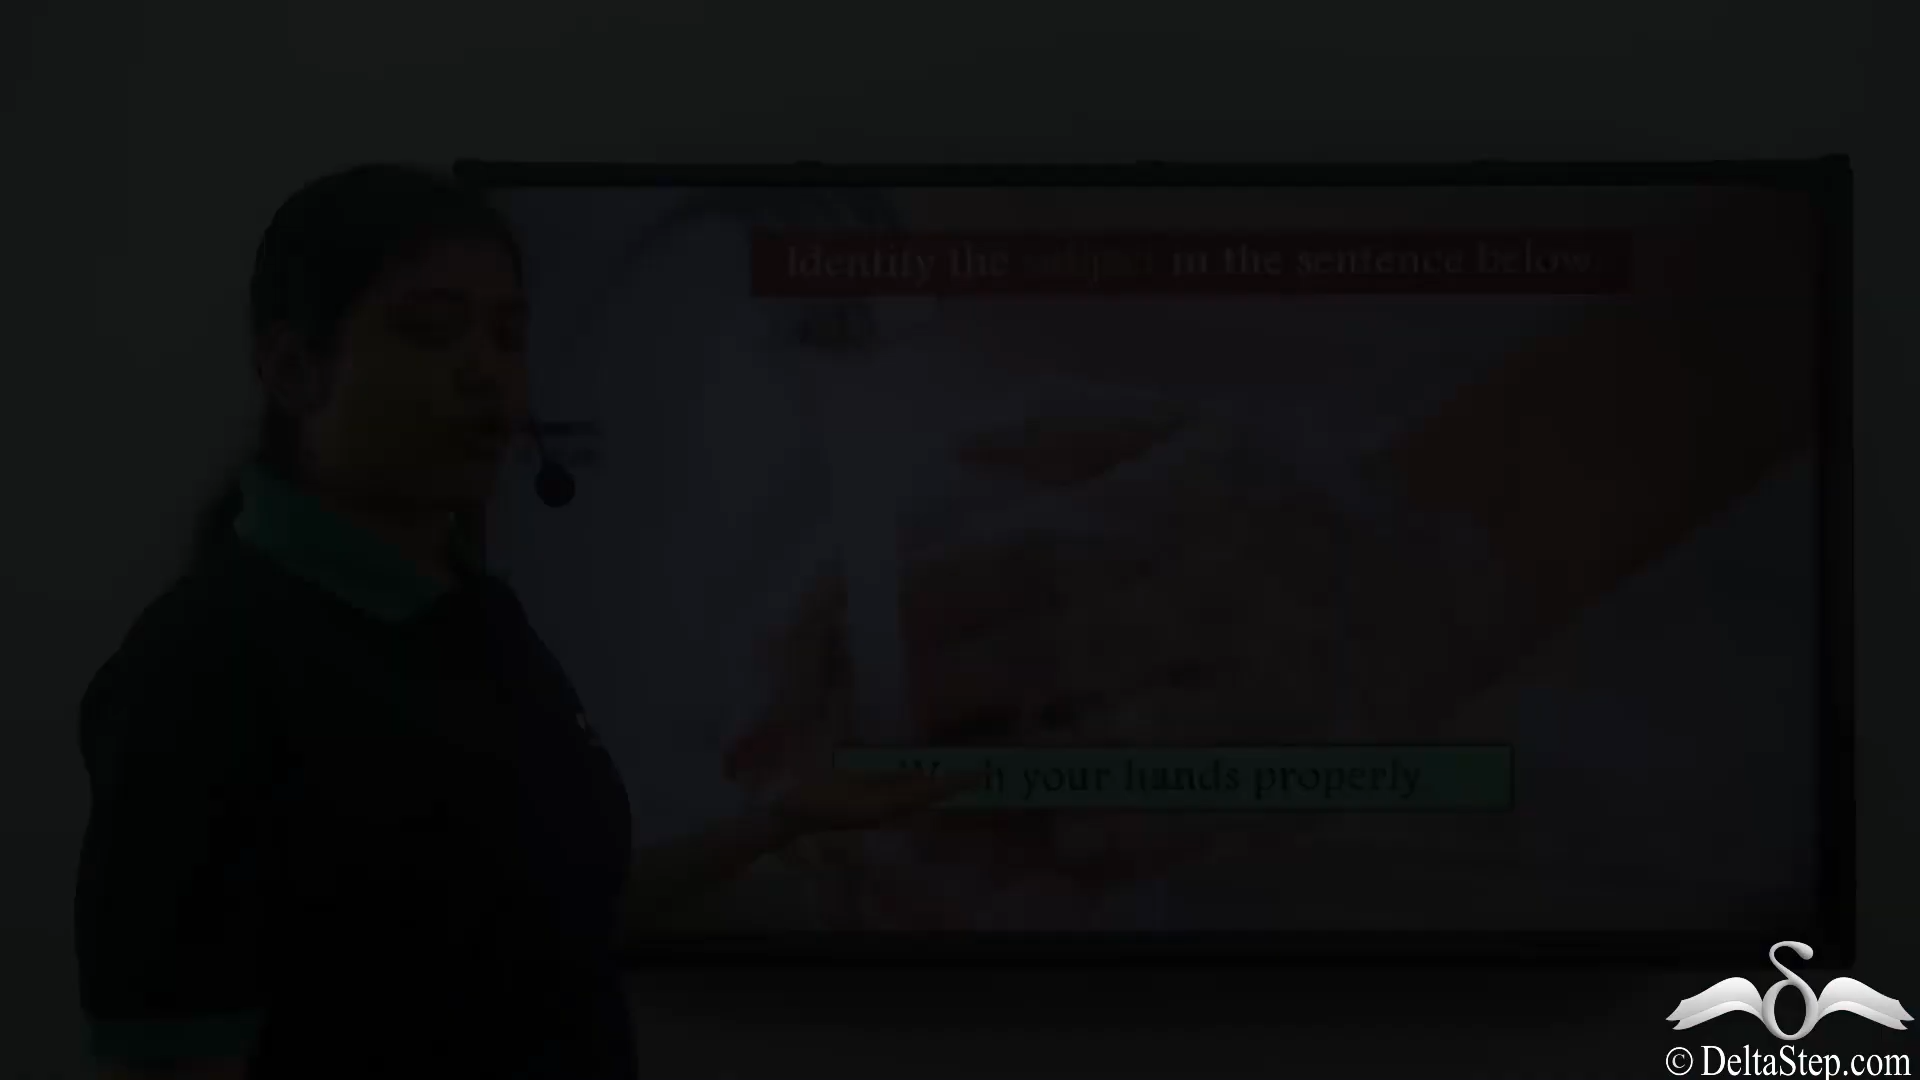 Identify the subject in the sentence below
Wash your hands properly
© DeltaStep.com